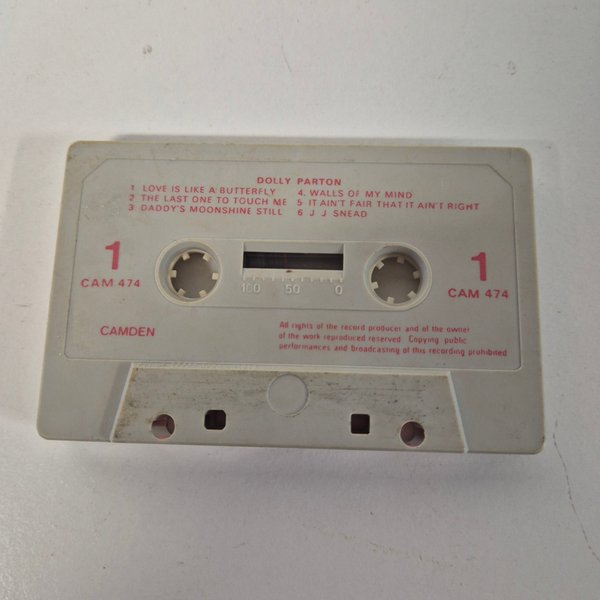 DOLLY PARTON
1 LOVE IS LIKE A BUTTERFLY
2 THE LAST ONE TO TOUCH ME
3 DADDY'S MOONSHINE STILL
4. WALLS OF MY MIND
5 IT AIN'T FAIR THAT IT AIN'T RIGHT
6 J J SNEAD
1
CAM 474
100 50 0
1
CAM 474
CAMDEN
All rights of the record producer and of the owner
of the work reproduced reserved. Copying public
performances and broadcasting of this recording prohibited